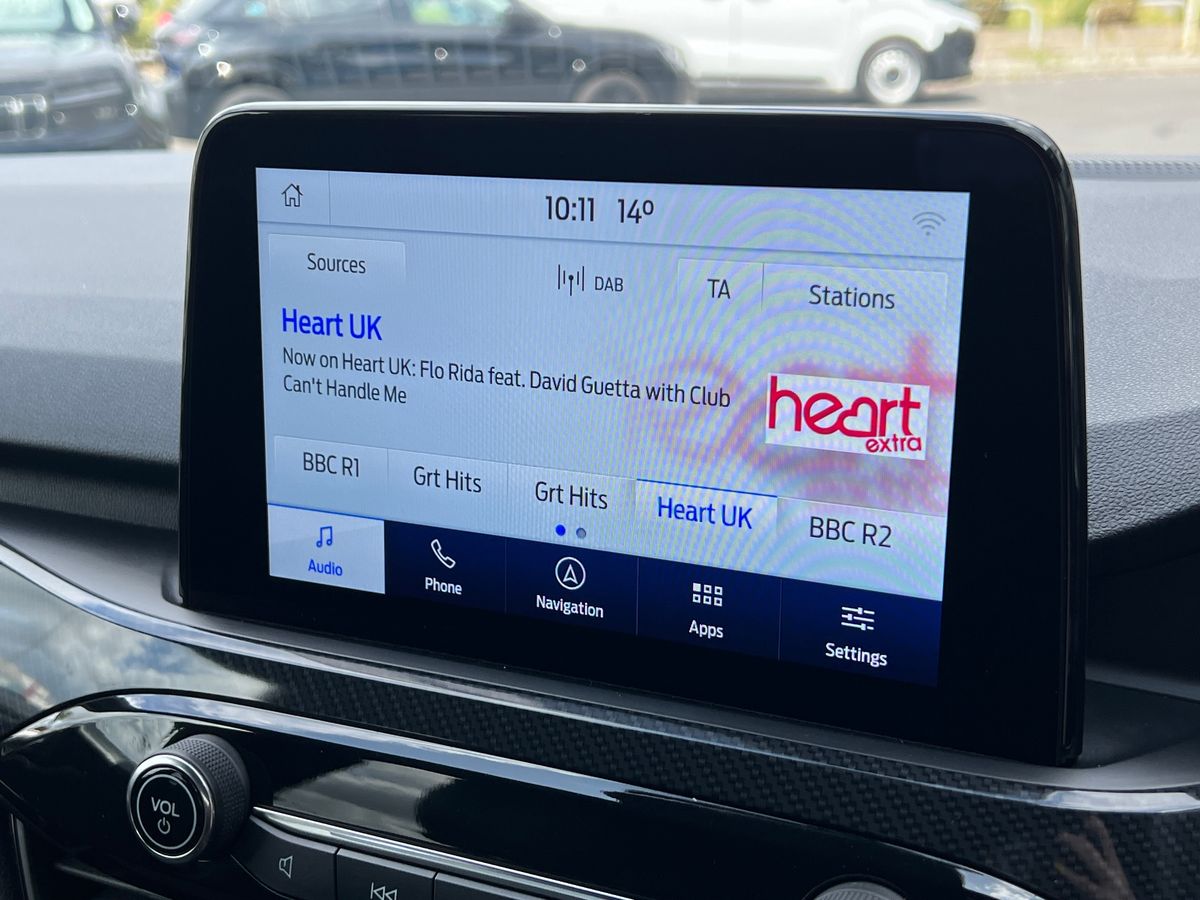 10:11 14°
Sources
DAB
TA
Stations
Heart UK
Now on Heart UK: Flo Rida feat. David Guetta with Club
Can't Handle Me
heart
extra
BBC R1
Grt Hits
Grt Hits
Heart UK
BBC R2
Audio
Phone
Navigation
Apps
Settings
VOL